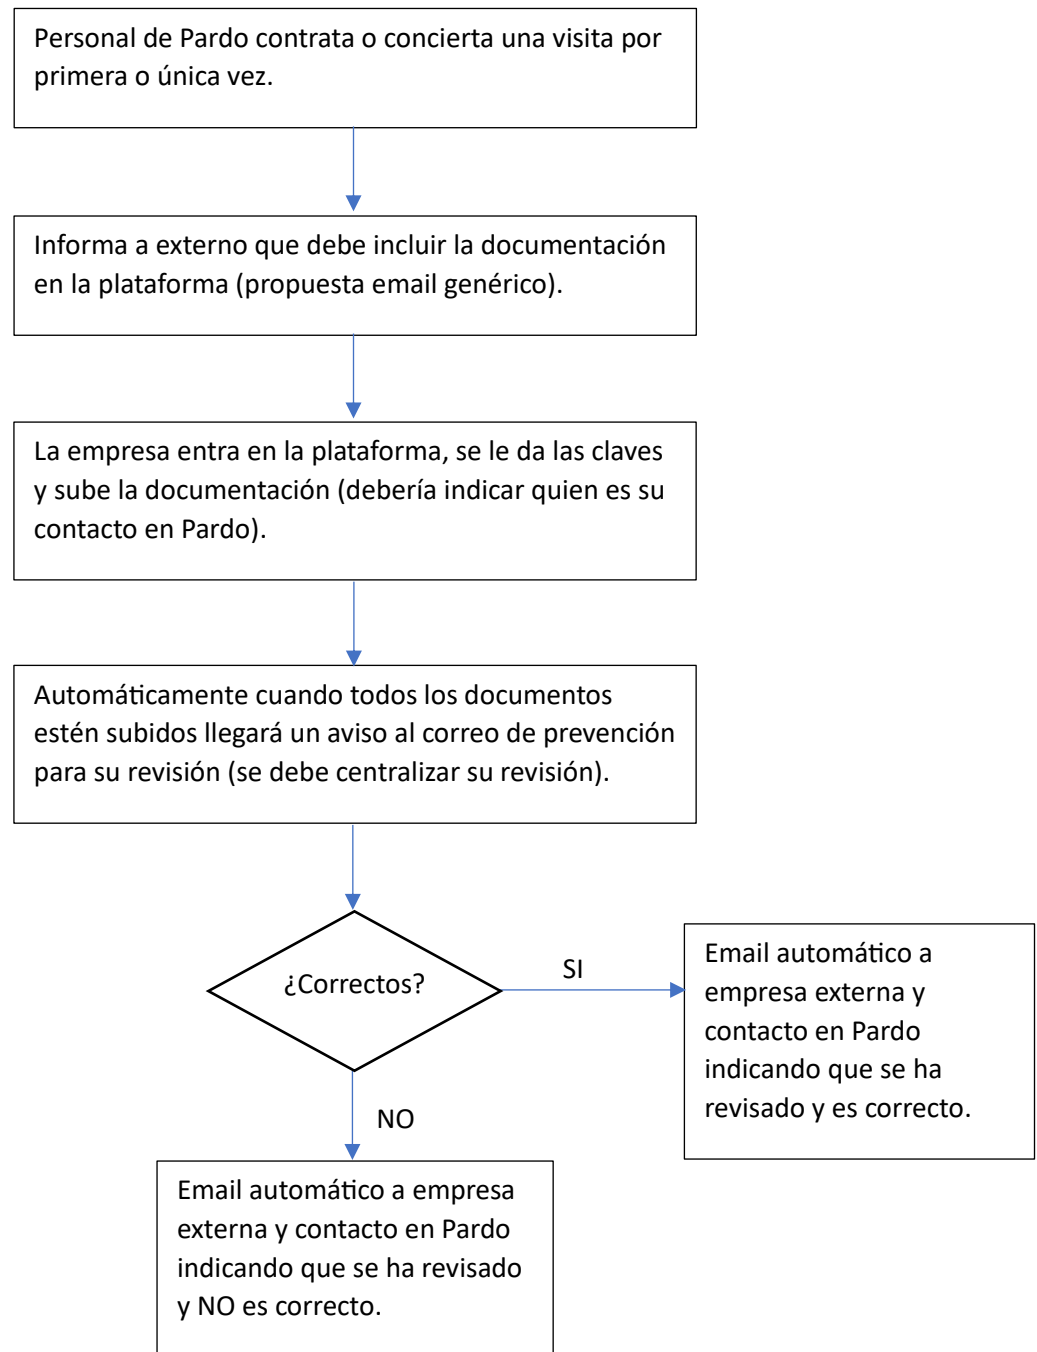 Personal de Pardo contrata o concierta una visita por
primera o única vez.
Informa a externo que debe incluir la documentación
en la plataforma (propuesta email genérico).
La empresa entra en la plataforma, se le da las claves
y sube la documentación (debería indicar quien es su
contacto en Pardo).
Automáticamente cuando todos los documentos
estén subidos llegará un aviso al correo de prevención
para su revisión (se debe centralizar su revisión).
¿Correctos?
SI
Email automático a
empresa externa y
contacto en Pardo
indicando que se ha
revisado y es correcto.
NO
Email automático a empresa
externa y contacto en Pardo
indicando que se ha revisado
y NO es correcto.